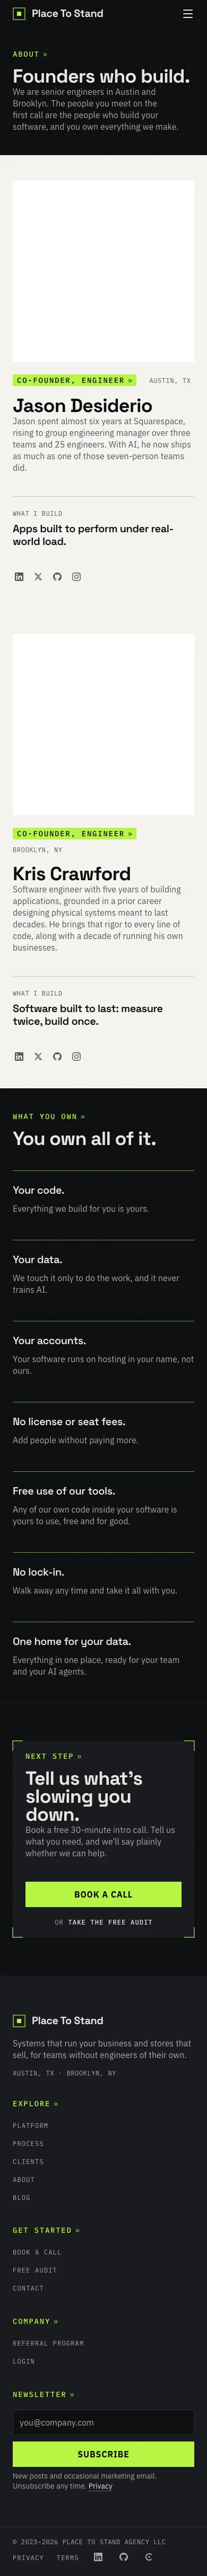 Place To Stand
ABOUT »
Founders who build.
We are senior engineers in Austin and
Brooklyn. The people you meet on the
first call are the people who build your
software, and you own everything we make.
CO-FOUNDER, ENGINEER » AUSTIN, TX
Jason Desiderio
Jason spent almost six years at Squarespace,
rising to group engineering manager over three
teams and 25 engineers. With AI, he now ships
as much as one of those seven-person teams
did.
WHAT I BUILD
Apps built to perform under real-
world load.
CO-FOUNDER, ENGINEER »
BROOKLYN, NY
Kris Crawford
Software engineer with five years of building
applications, grounded in a prior career
designing physical systems meant to last
decades. He brings that rigor to every line of
code, along with a decade of running his own
businesses.
WHAT I BUILD
Software built to last: measure
twice, build once.
WHAT YOU OWN »
You own all of it.
Your code.
Everything we build for you is yours.
Your data.
We touch it only to do the work, and it never
trains AI.
Your accounts.
Your software runs on hosting in your name, not
ours.
No license or seat fees.
Add people without paying more.
Free use of our tools.
Any of our own code inside your software is
yours to use, free and for good.
No lock-in.
Walk away any time and take it all with you.
One home for your data.
Everything in one place, ready for your team
and your AI agents.
NEXT STEP »
Tell us what's
slowing you
down.
Book a free 30-minute intro call. Tell us
what you need, and we'll say plainly
whether we can help.
BOOK A CALL
OR TAKE THE FREE AUDIT
Place To Stand
Systems that run your business and stores that
sell, for teams without engineers of their own.
AUSTIN, TX · BROOKLYN, NY
EXPLORE »
PLATFORM
PROCESS
CLIENTS
ABOUT
BLOG
GET STARTED »
BOOK A CALL
FREE AUDIT
CONTACT
COMPANY »
REFERRAL PROGRAM
LOGIN
NEWSLETTER »
you@company.com
SUBSCRIBE
New posts and occasional marketing email.
Unsubscribe any time. Privacy
© 2023–2026 PLACE TO STAND AGENCY LLC
PRIVACY TERMS